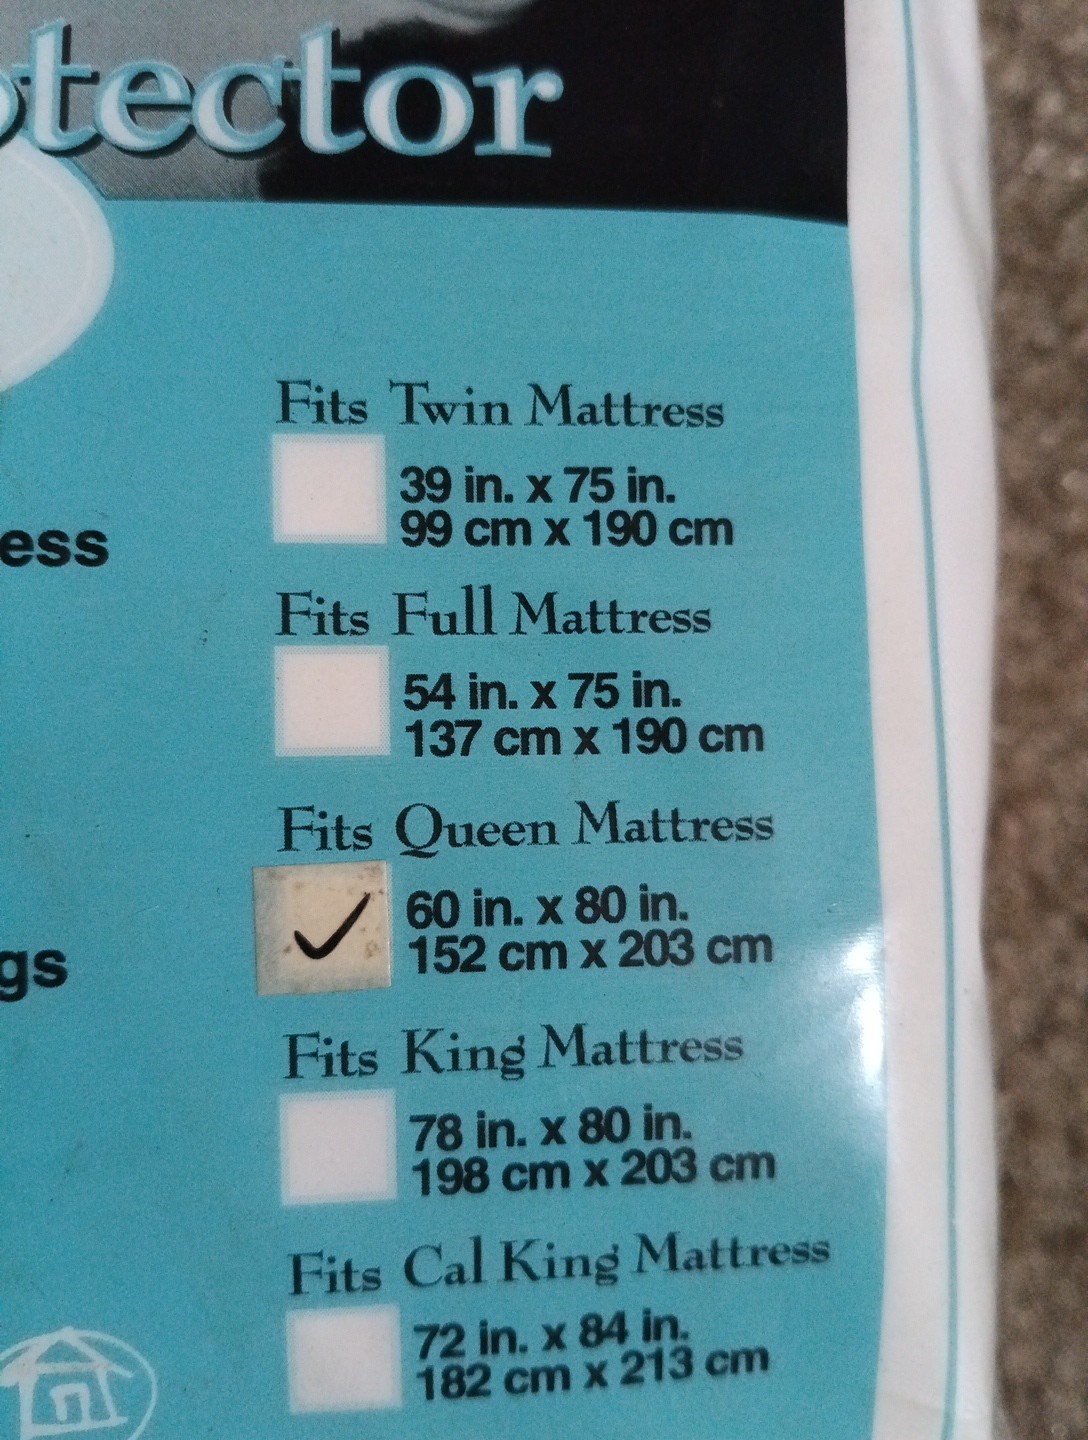 otector
Fits Twin Mattress
39 in. x 75 in.
99 cm x 190 cm
ess
Fits Full Mattress
54 in. x 75 in.
137 cm x 190 cm
Fits Queen Mattress
60 in. x 80 in.
152 cm x 203 cm
gs
Fits King Mattress
78 in. x 80 in.
198 cm x 203 cm
Fits Cal King Mattress
72 in. x 84 in.
182 cm x 213 cm